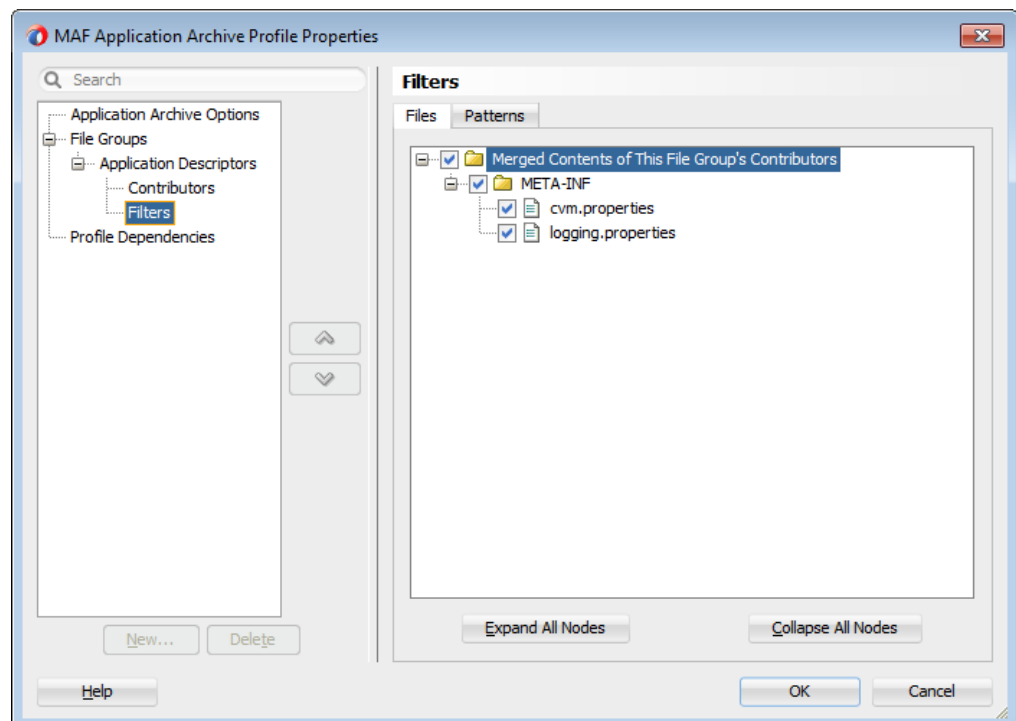 MAF Application Archive Profile Properties
Search
Application Archive Options
File Groups
Application Descriptors
Contributors
Filters
Profile Dependencies
New...
Delete
Filters
Files
Patterns
Merged Contents of This File Group's Contributors
META-INF
cvm.properties
logging.properties
Expand All Nodes
Collapse All Nodes
Help
OK
Cancel